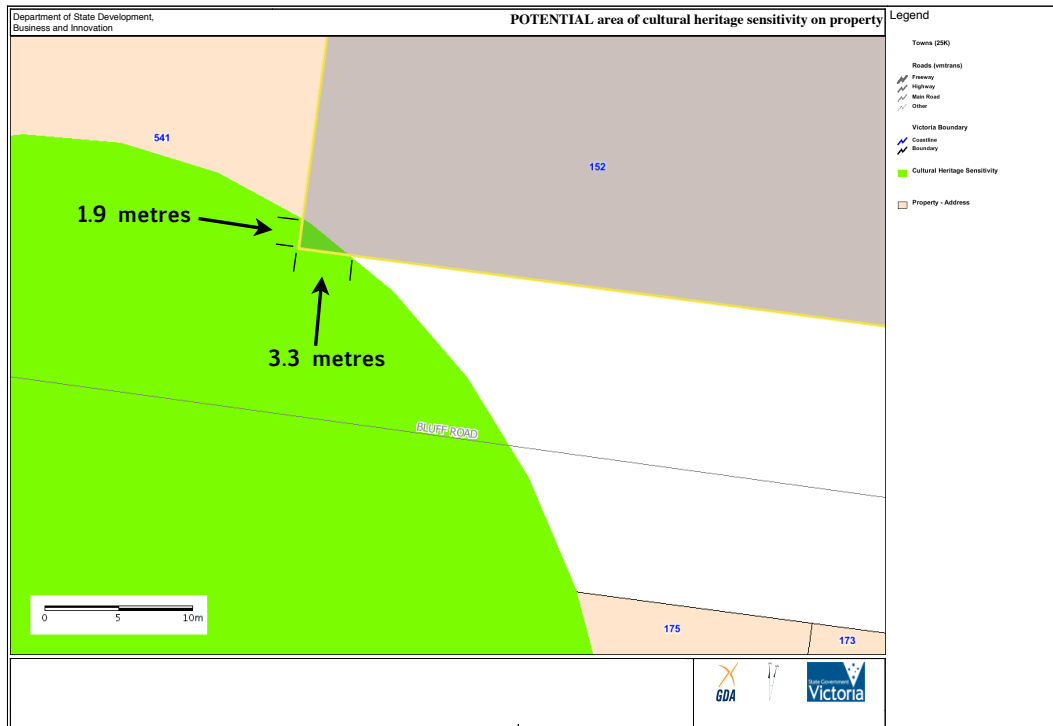 Department of State Development,
Business and Innovation
POTENTIAL area of cultural heritage sensitivity on property
Legend
Towns (25K)
Roads (vmtrans)
Freeway
Highway
Main Road
Other
Victoria Boundary
Coastline
Boundary
Cultural Heritage Sensitivity
Property - Address
541
152
1.9 metres
3.3 metres
BLUFF ROAD
0 5 10m
175
173
GDA
State Government
Victoria